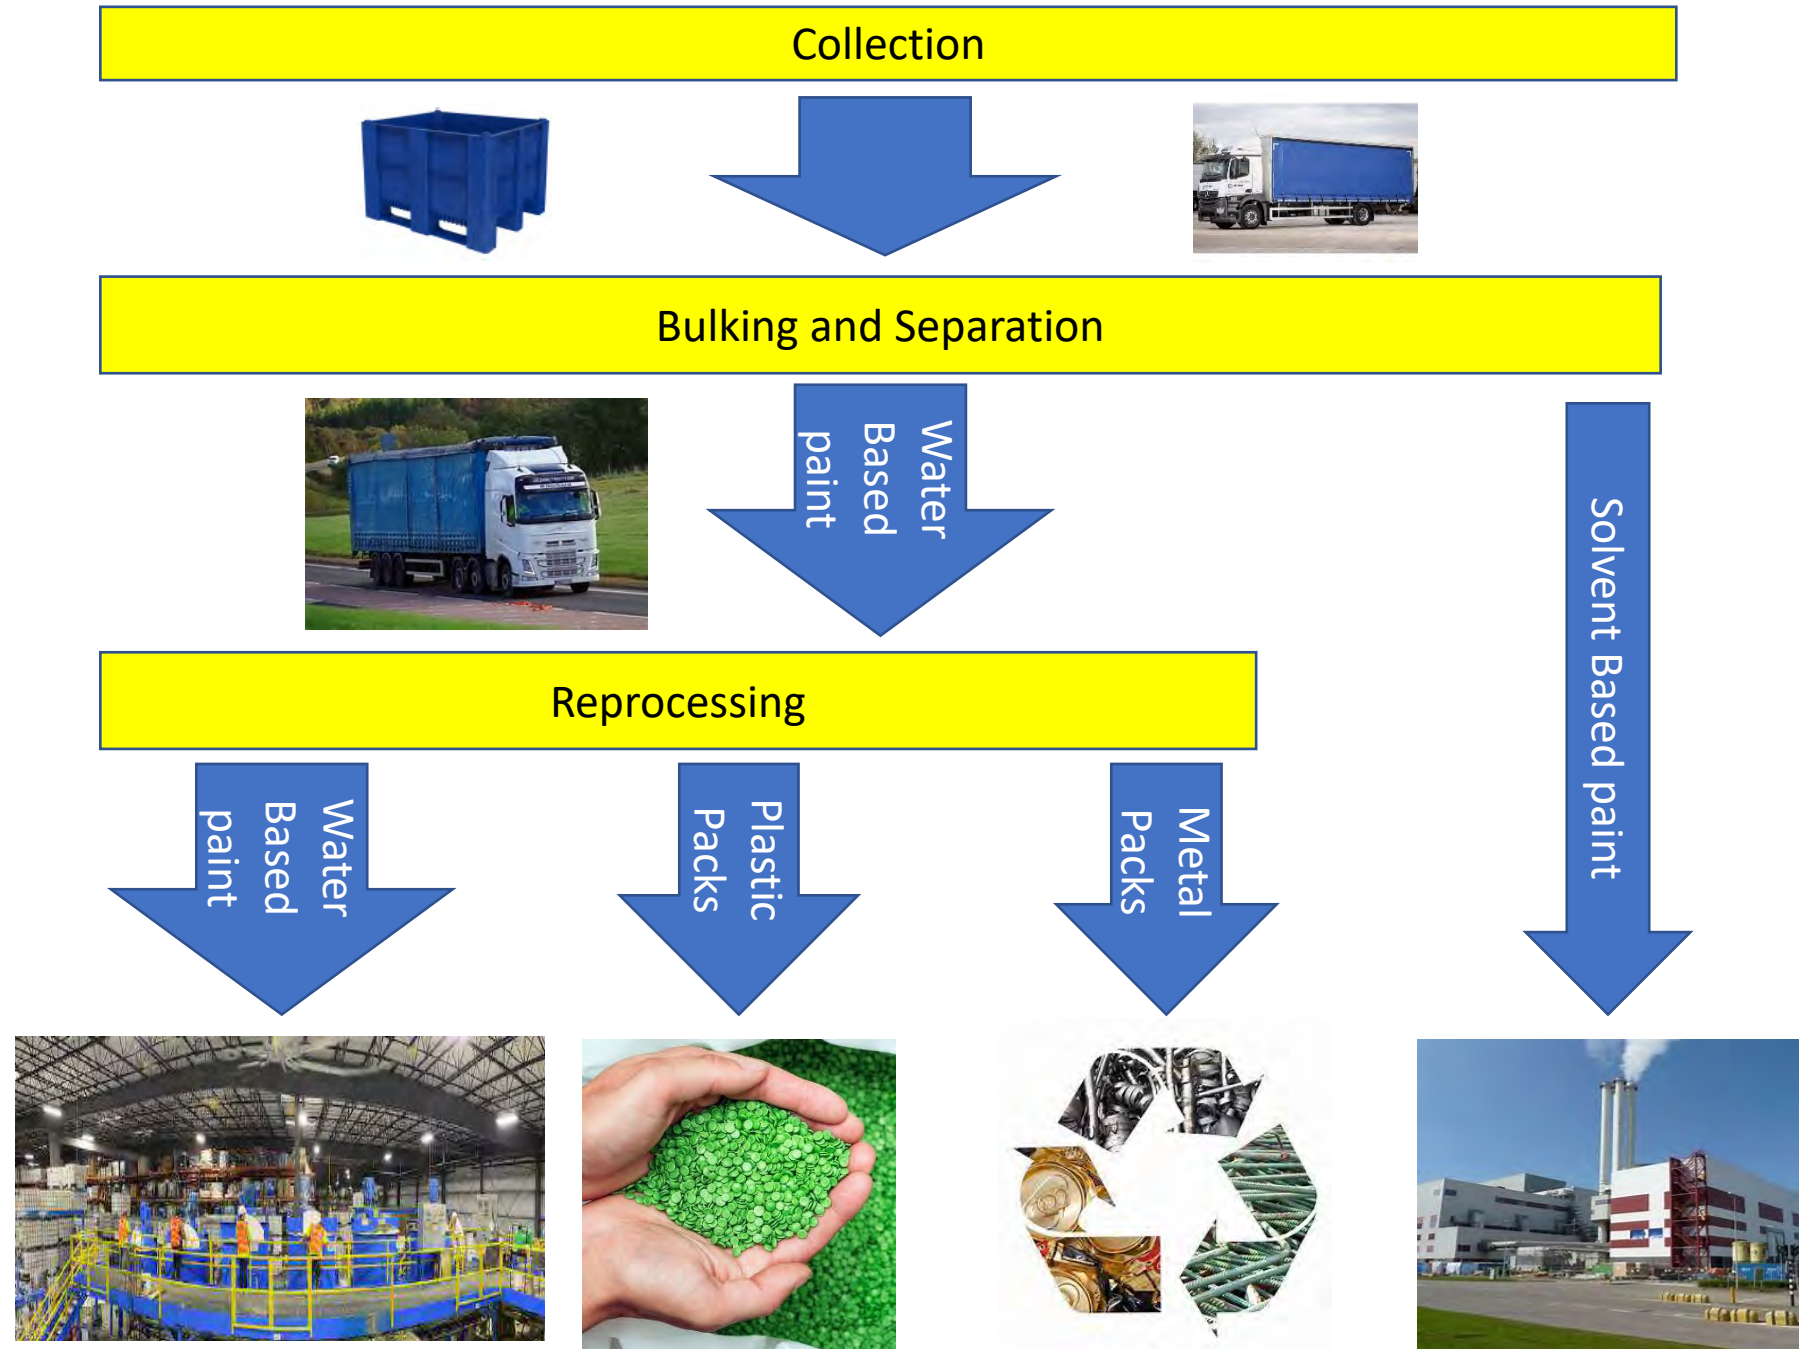 Collection
Bulking and Separation
Water
Based
paint
Solvent Based paint
Reprocessing
Water
Based
paint
Plastic
Packs
Metal
Packs